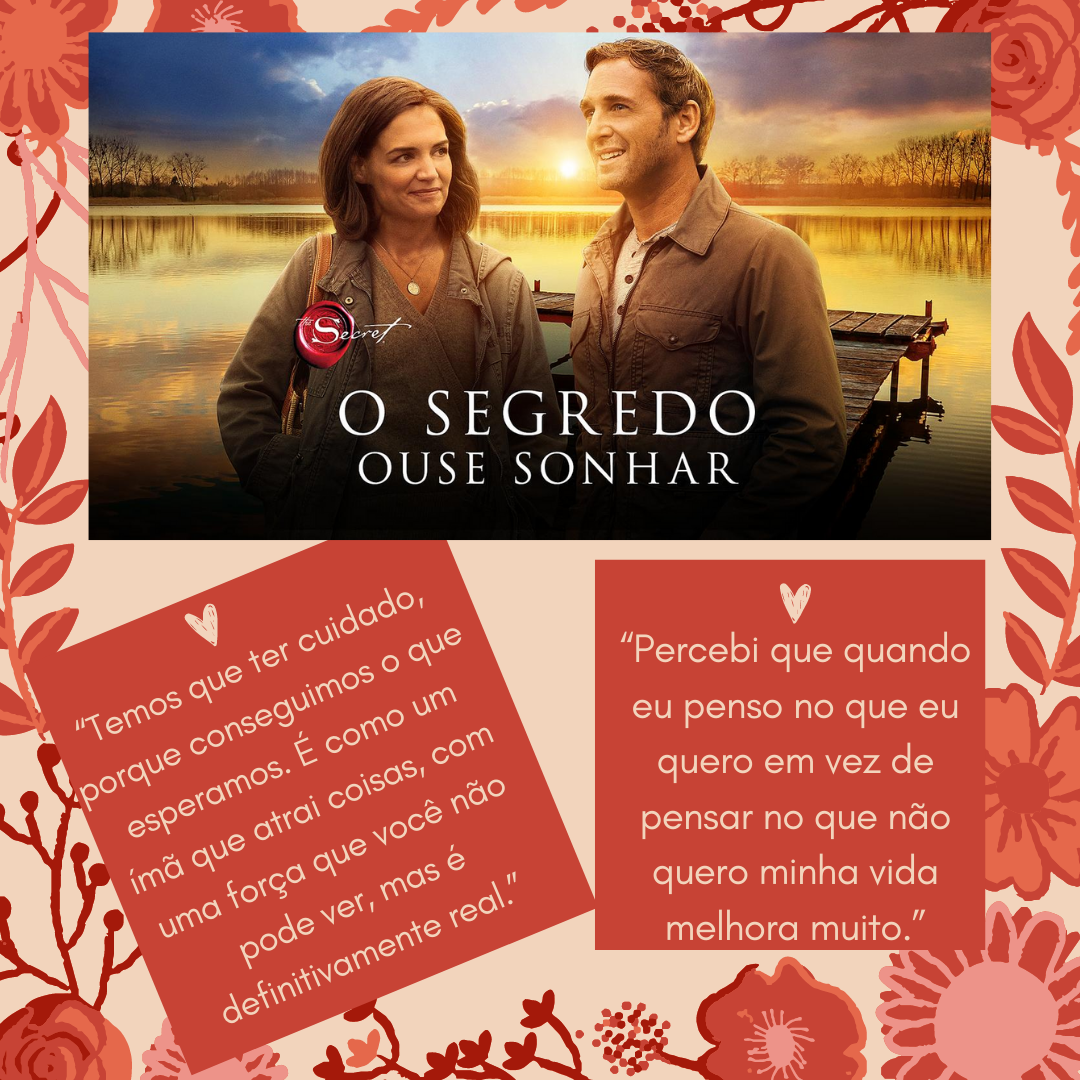 The Secret
O SEGREDO
OUSE SONHAR
“Temos que ter cuidado,
porque conseguimos o que
esperamos. É como um
ímã que atrai coisas, com
uma força que você não
pode ver, mas é
definitivamente real.”
“Percebi que quando
eu penso no que eu
quero em vez de
pensar no que não
quero minha vida
melhora muito.”